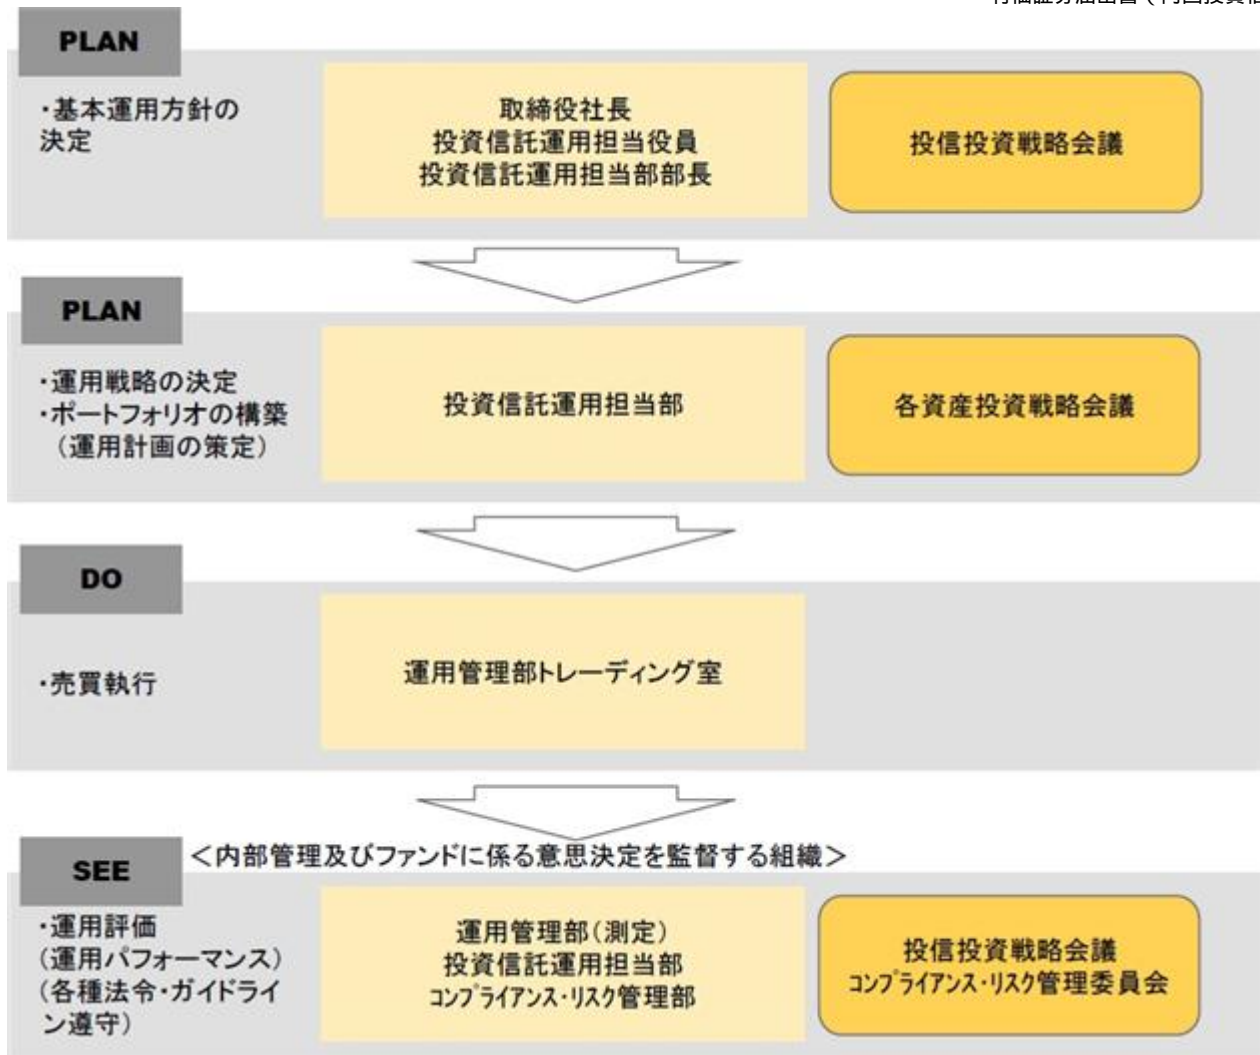 PLAN
・基本運用方針の
決定
取締役社長
投資信託運用担当役員
投資信託運用担当部部長
投信投資戦略会議
PLAN
・運用戦略の決定
・ポートフォリオの構築
（運用計画の策定）
投資信託運用担当部
各資産投資戦略会議
DO
・売買執行
運用管理部トレーディング室
SEE
＜内部管理及びファンドに係る意思決定を監督する組織＞
・運用評価
(運用パフォーマンス)
(各種法令・ガイドライ
ン遵守)
運用管理部（測定）
投資信託運用担当部
ｺﾝﾌﾟﾗｲｱﾝｽ・ﾘｽｸ管理部
投信投資戦略会議
ｺﾝﾌﾟﾗｲｱﾝｽ・ﾘｽｸ管理委員会